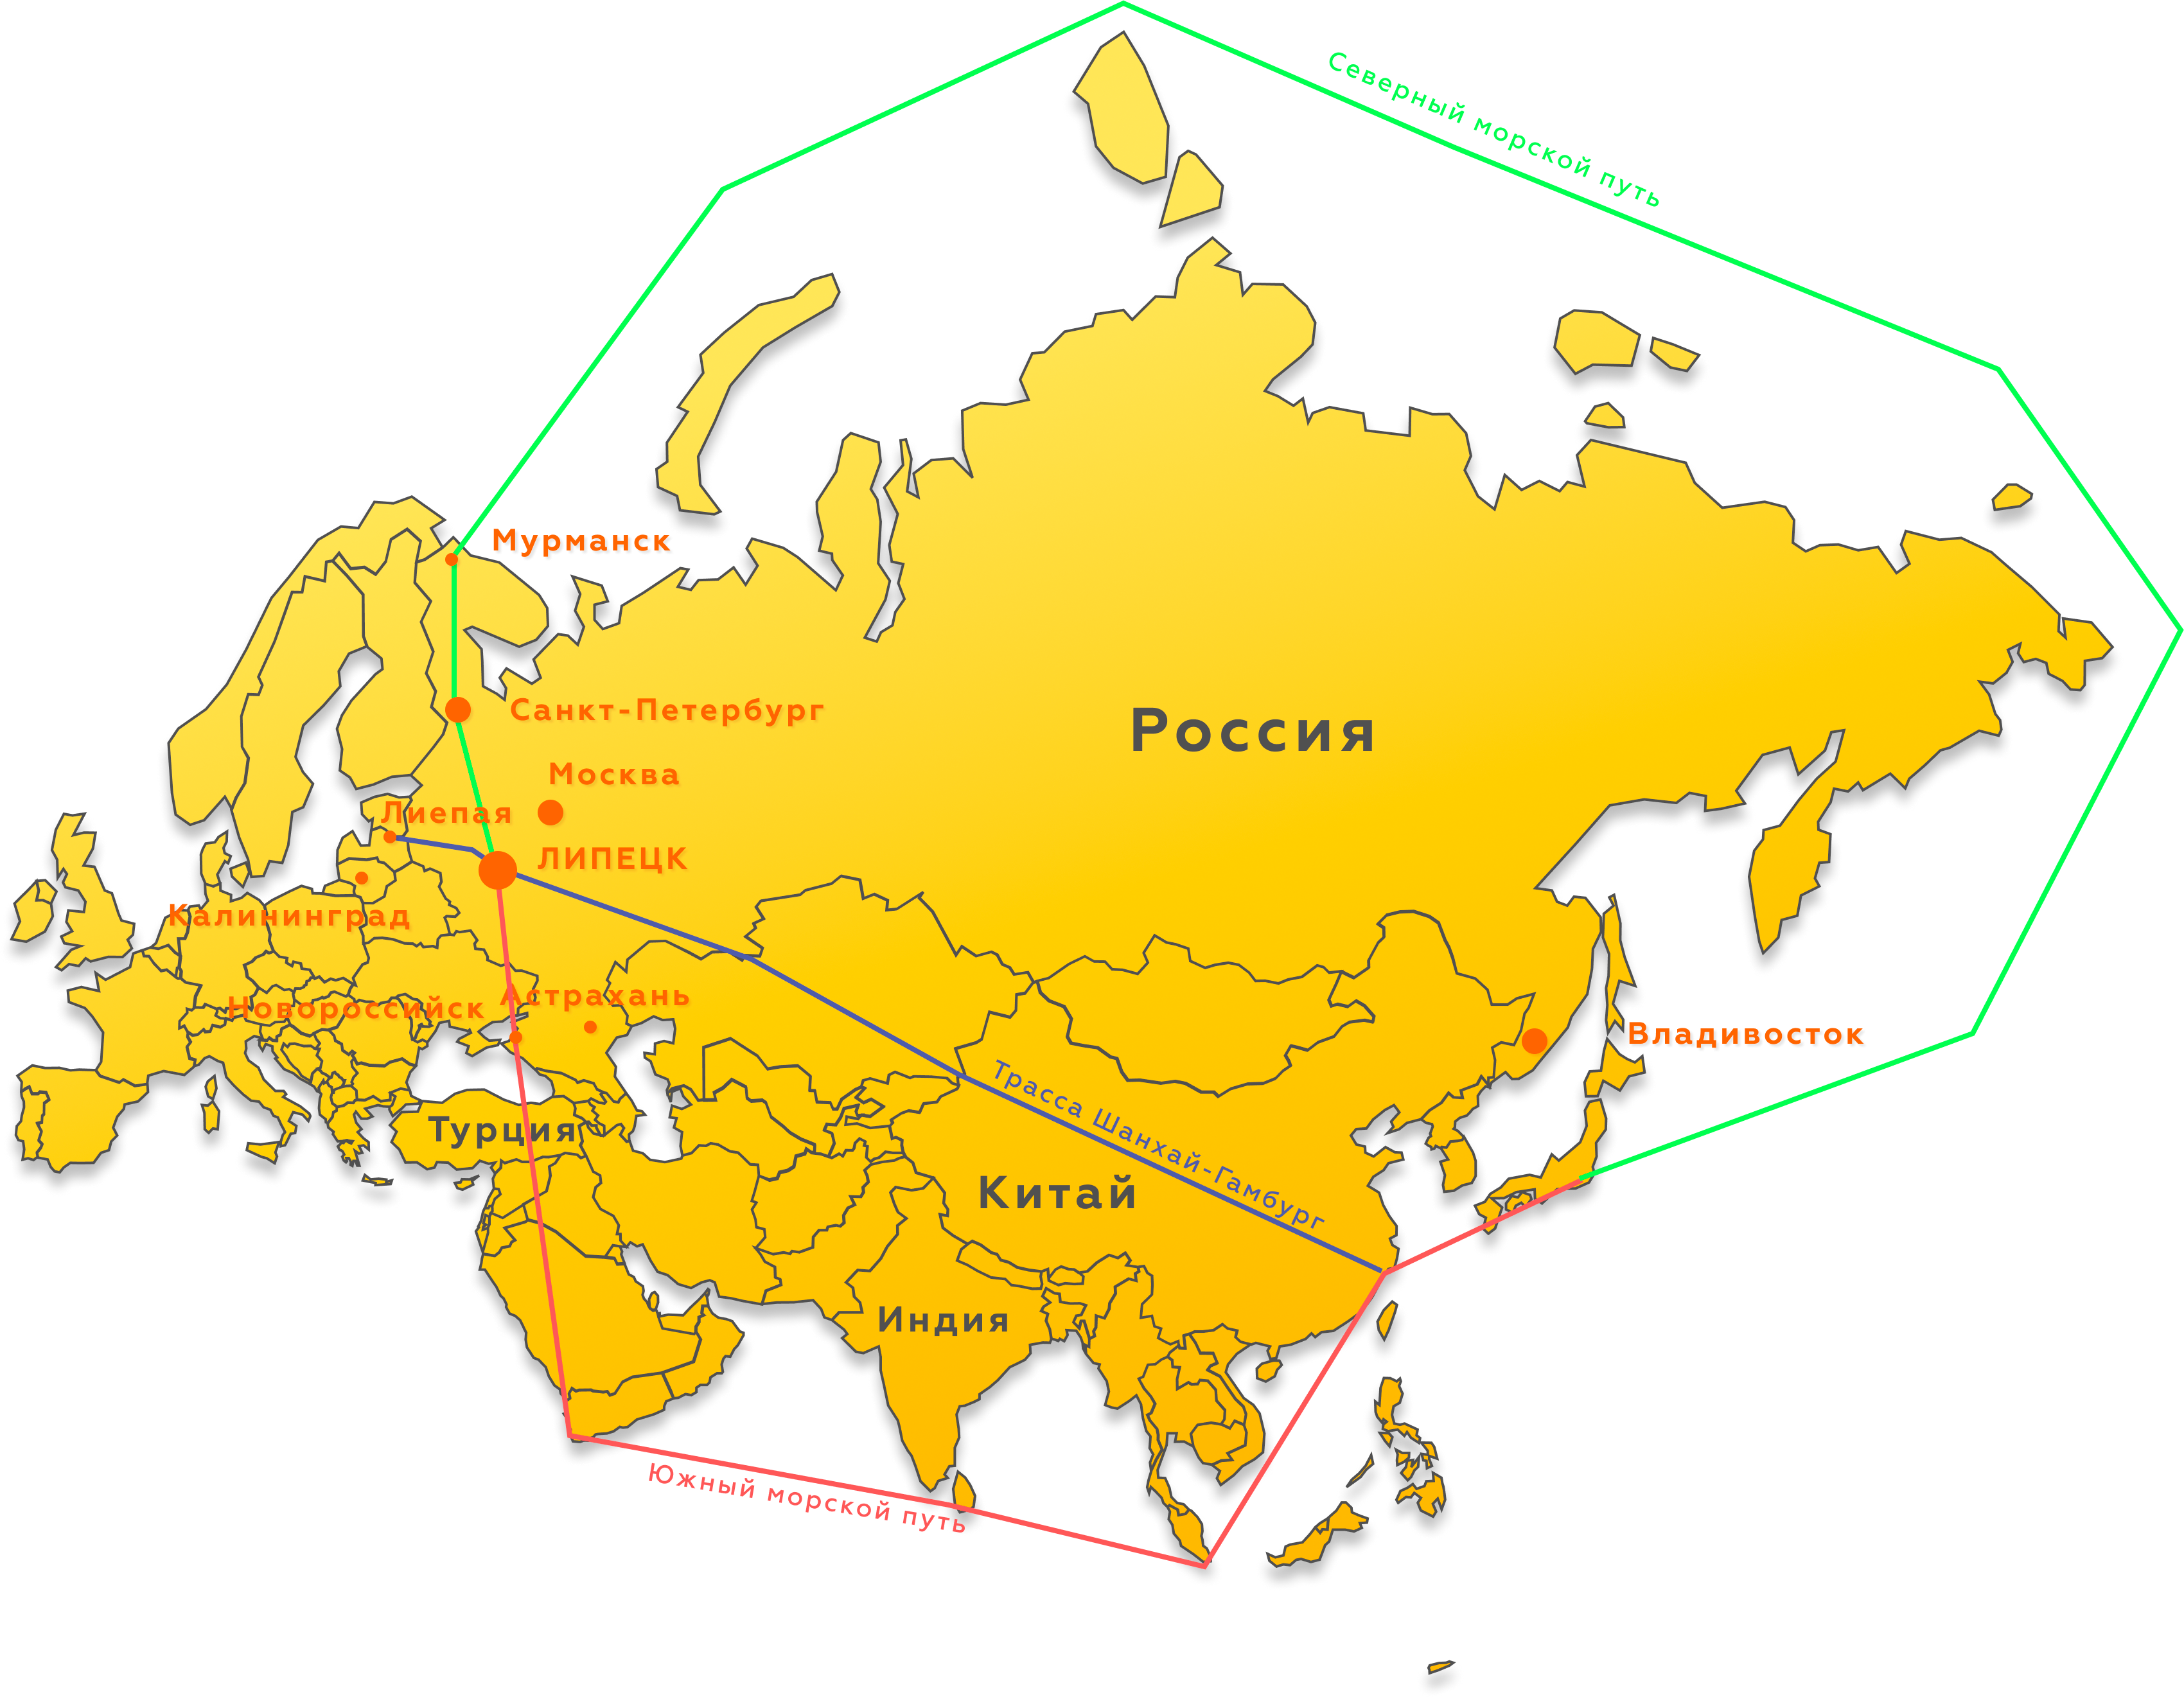 Северный морской путь
Мурманск
Санкт-Петербург
Россия
Москва
Лиепая
ЛИПЕЦК
Калининград
Астрахань
Новороссийск
Владивосток
Трасса Шанхай-Гамбург
Турция
Китай
Индия
Южный морской путь